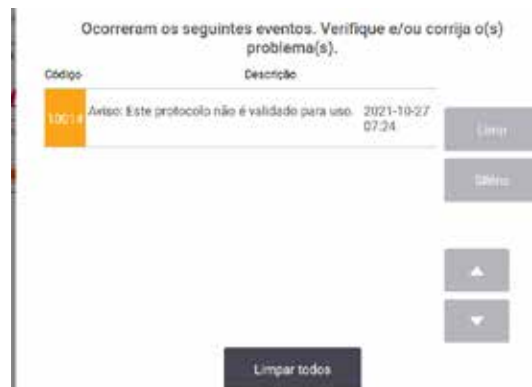 Ocorreram os seguintes eventos. Verifique e/ou corrija o(s)
problema(s).
Código Descrição
10014 Aviso: Este protocolo não é validado para uso. 2021-10-27
07:24
Limpar todos